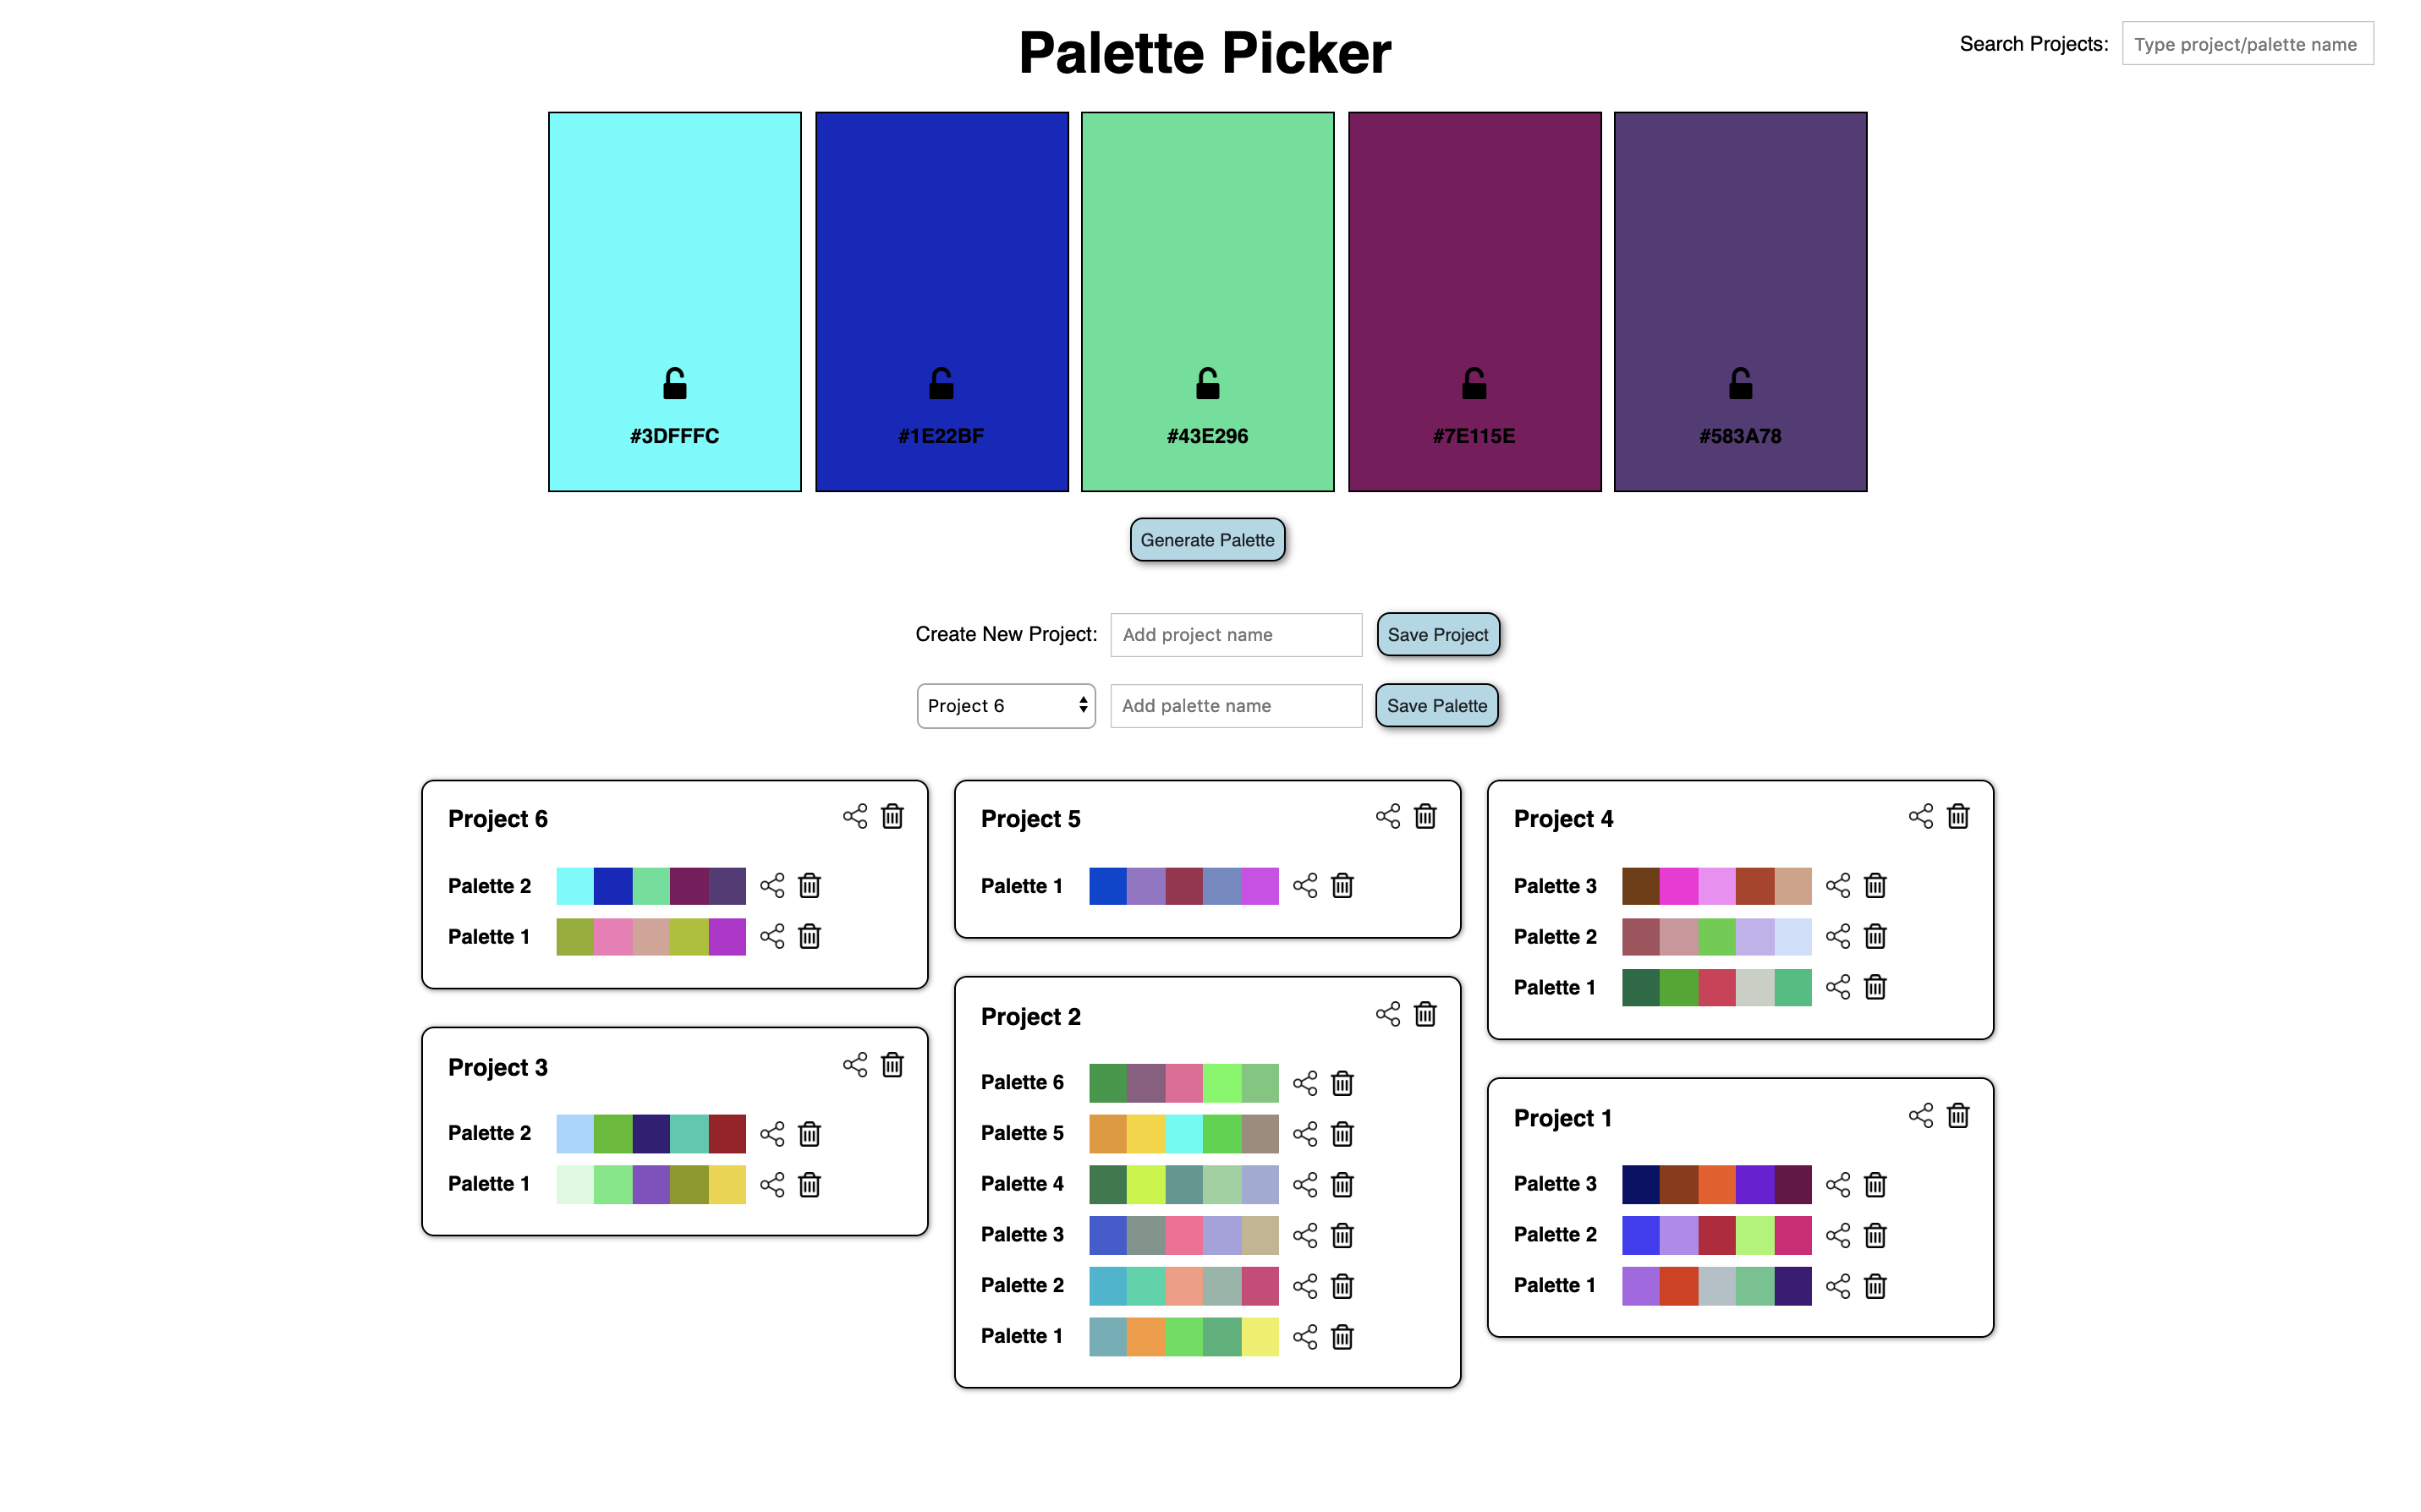 Palette Picker
Search Projects: Type project/palette name
#3DFFFC
#1E22BF
#43E296
#7E115E
#583A78
Generate Palette
Create New Project: Add project name Save Project
Project 6 Add palette name Save Palette
Project 6
Palette 2
Palette 1
Project 5
Palette 1
Project 4
Palette 3
Palette 2
Palette 1
Project 3
Palette 2
Palette 1
Project 2
Palette 6
Palette 5
Palette 4
Palette 3
Palette 2
Palette 1
Project 1
Palette 3
Palette 2
Palette 1